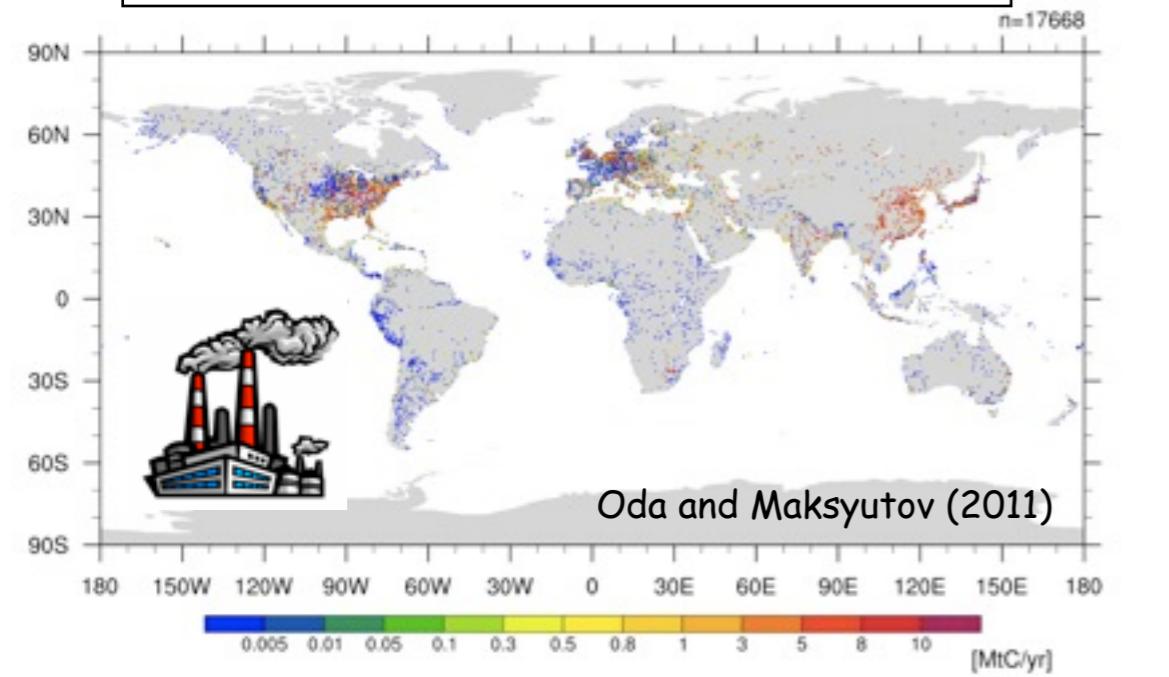 n=17668
90N
60N
30N
0
30S
60S
90S
Oda and Maksyutov (2011)
180 150W 120W 90W 60W 30W 0 30E 60E 90E 120E 150E 180
0.005 0.01 0.05 0.1 0.3 0.5 0.8 1 3 5 8 10
[MtC/yr]